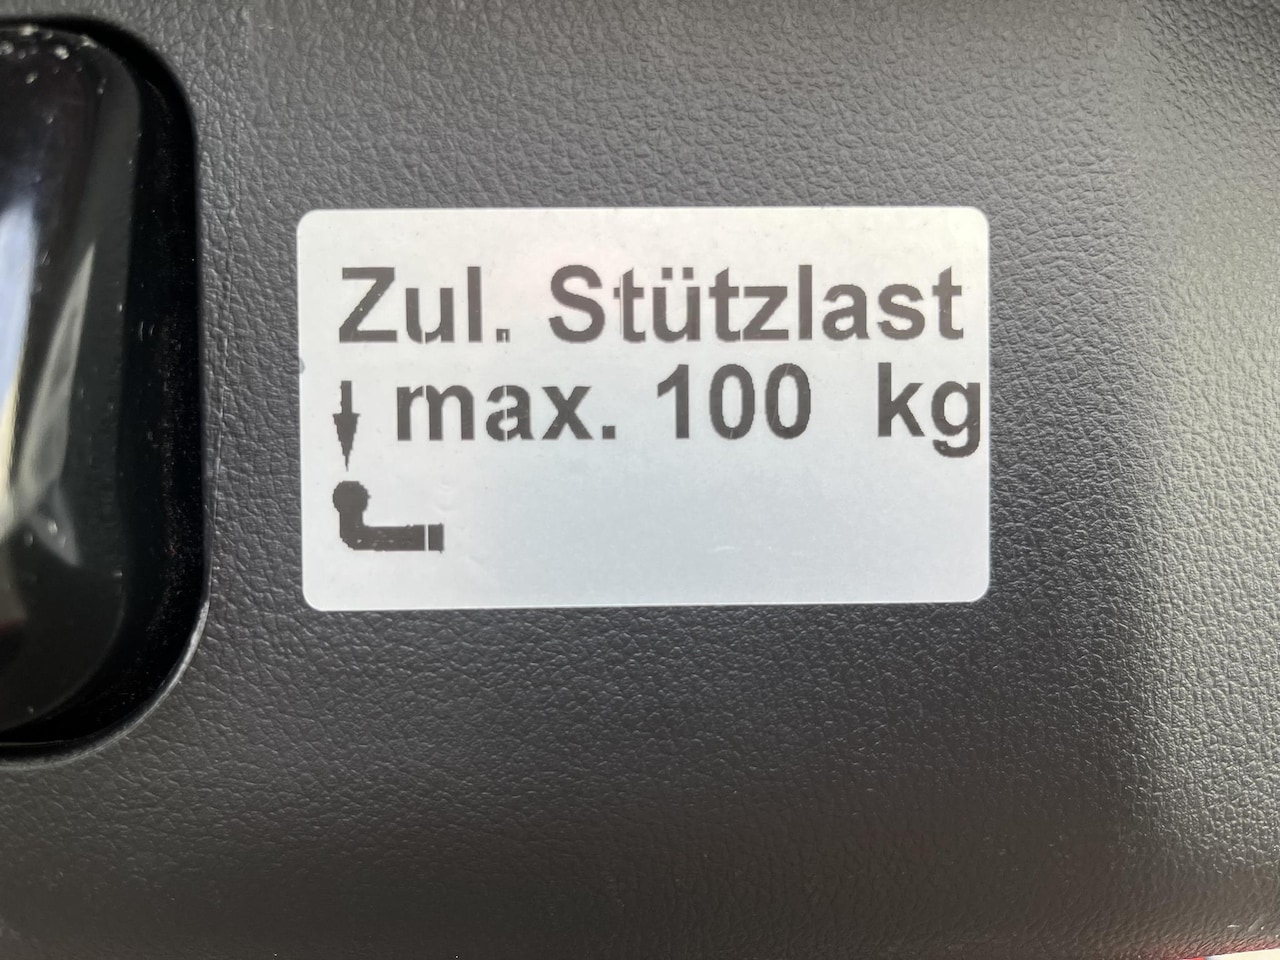 Zul. Stützlast
max. 100 kg